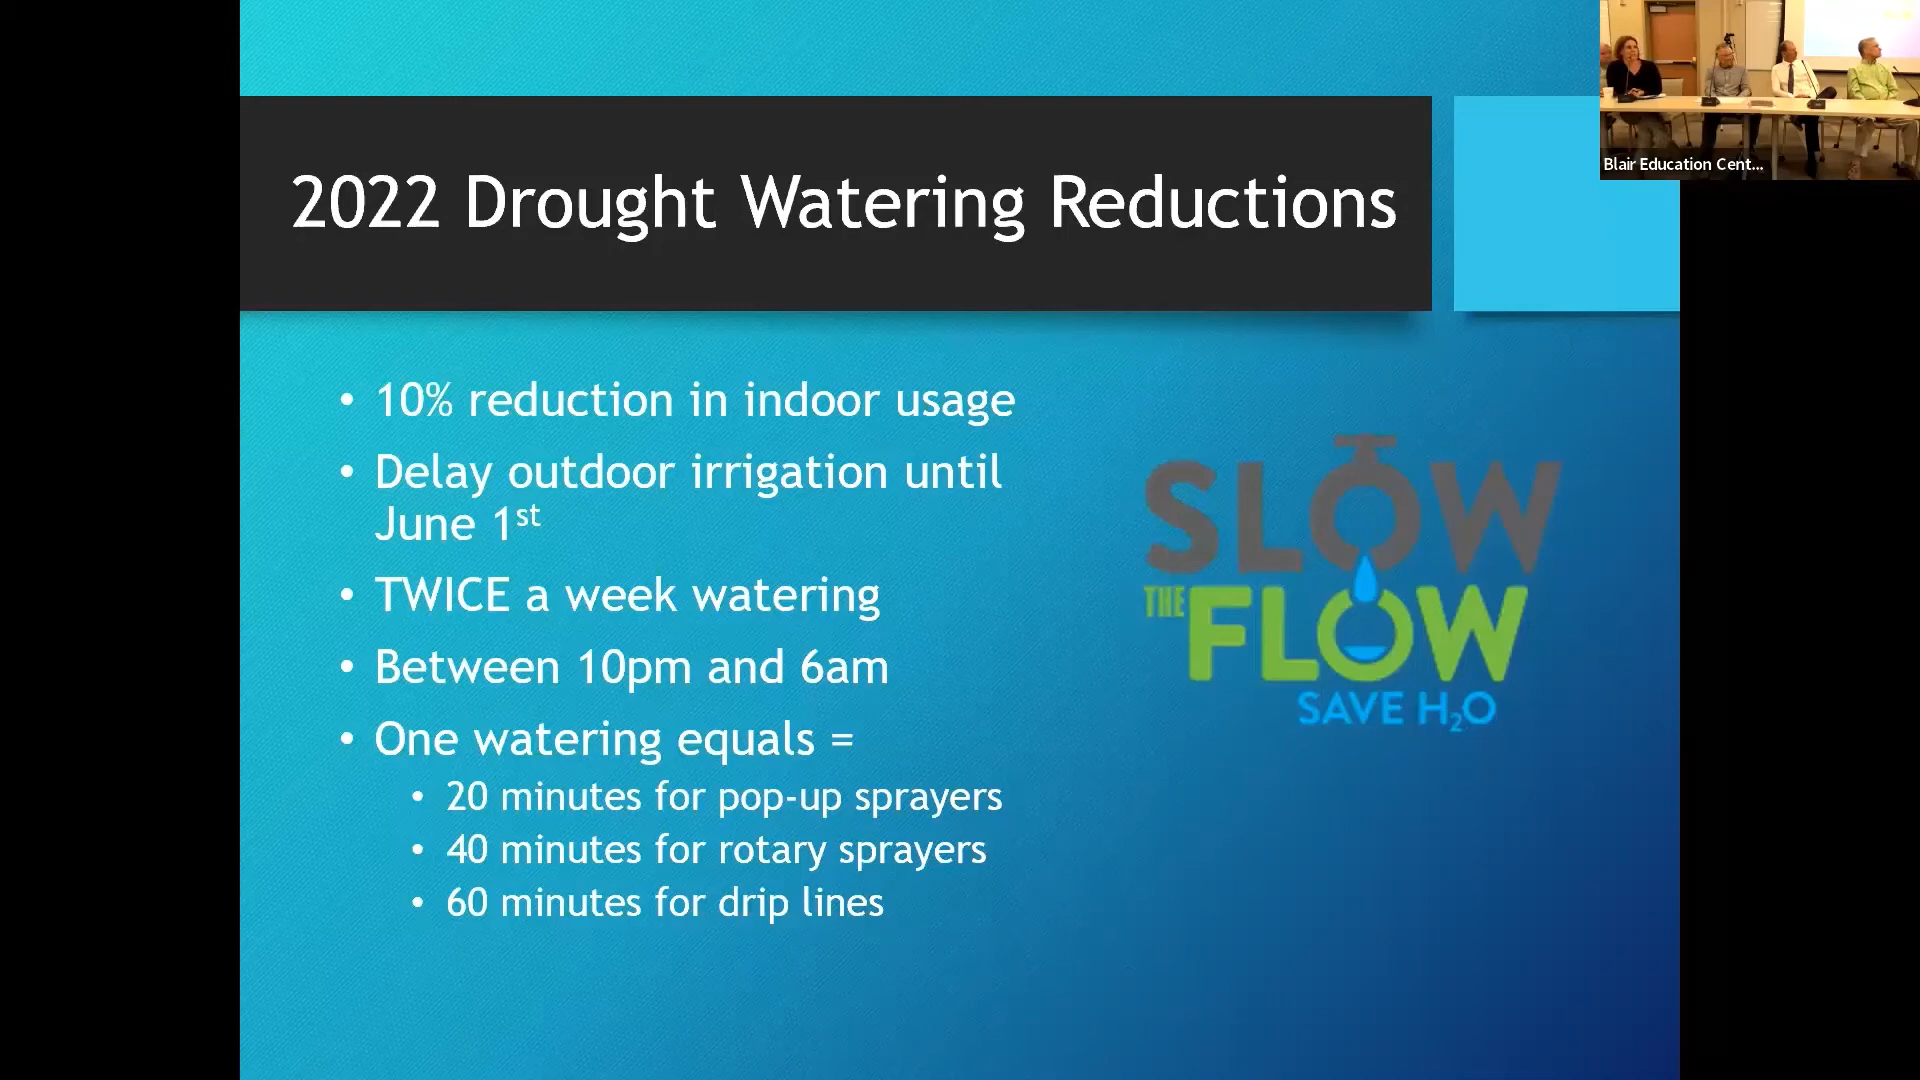 Blair Education Cent...
2022 Drought Watering Reductions
• 10% reduction in indoor usage
• Delay outdoor irrigation until
June 1st
• TWICE a week watering
• Between 10pm and 6am
• One watering equals =
• 20 minutes for pop-up sprayers
• 40 minutes for rotary sprayers
• 60 minutes for drip lines
SLOW
THE FLOW
SAVE H₂O